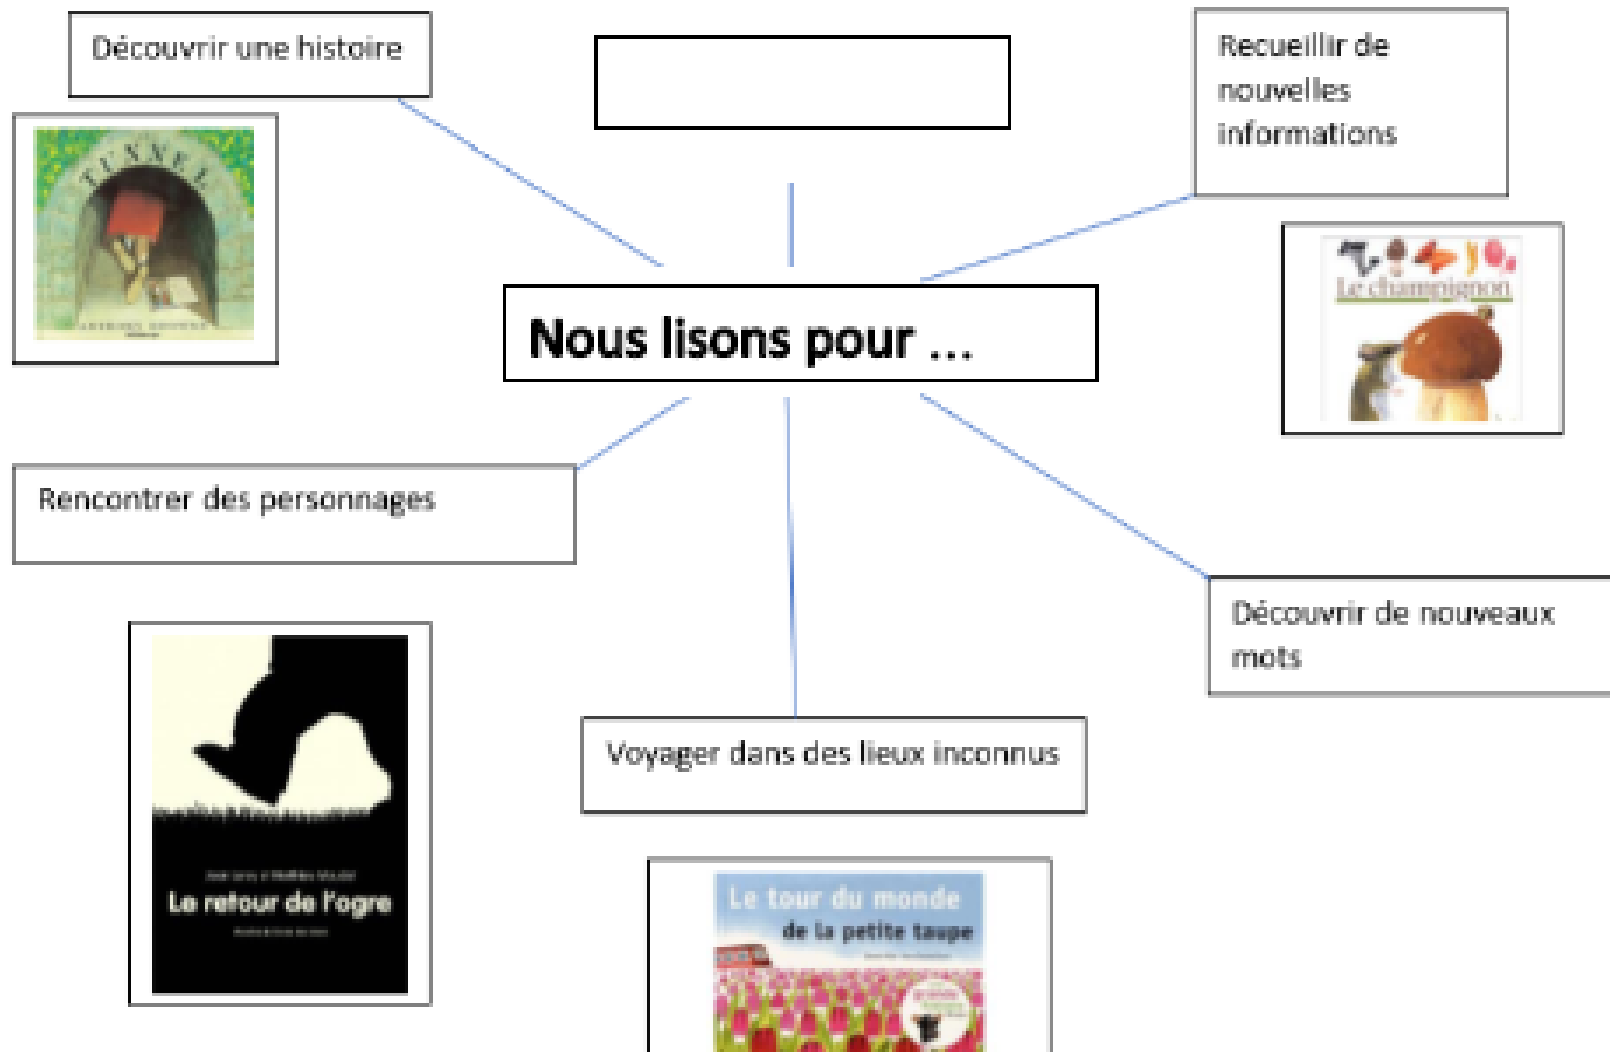 Découvrir une histoire
Recueillir de
nouvelles
informations
TUNNEL
Le champignon
Nous lisons pour ...
Rencontrer des personnages
Découvrir de nouveaux
mots
Voyager dans des lieux inconnus
Le retour de l'ogre
Le tour du monde
de la petite taupe